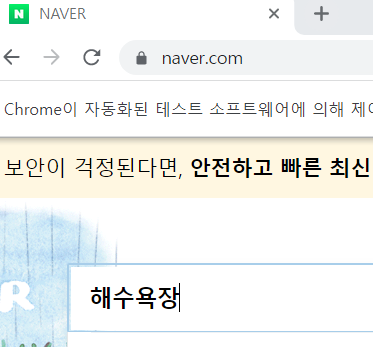 NAVER
naver.com
Chrome이 자동화된 테스트 소프트웨어에 의해
보안이 걱정된다면, 안전하고 빠른 최신
R
해수욕장